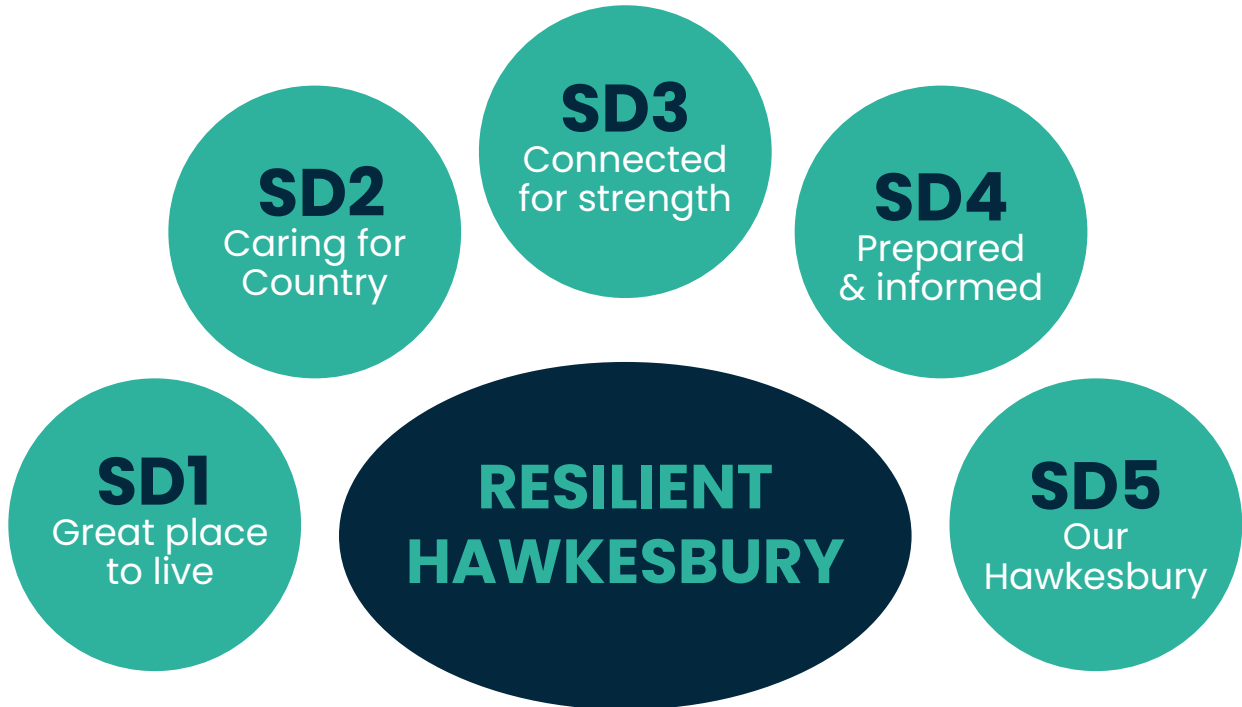 SD1
Great place
to live
SD2
Caring for
Country
SD3
Connected
for strength
SD4
Prepared
& informed
SD5
Our
Hawkesbury
RESILIENT
HAWKESBURY